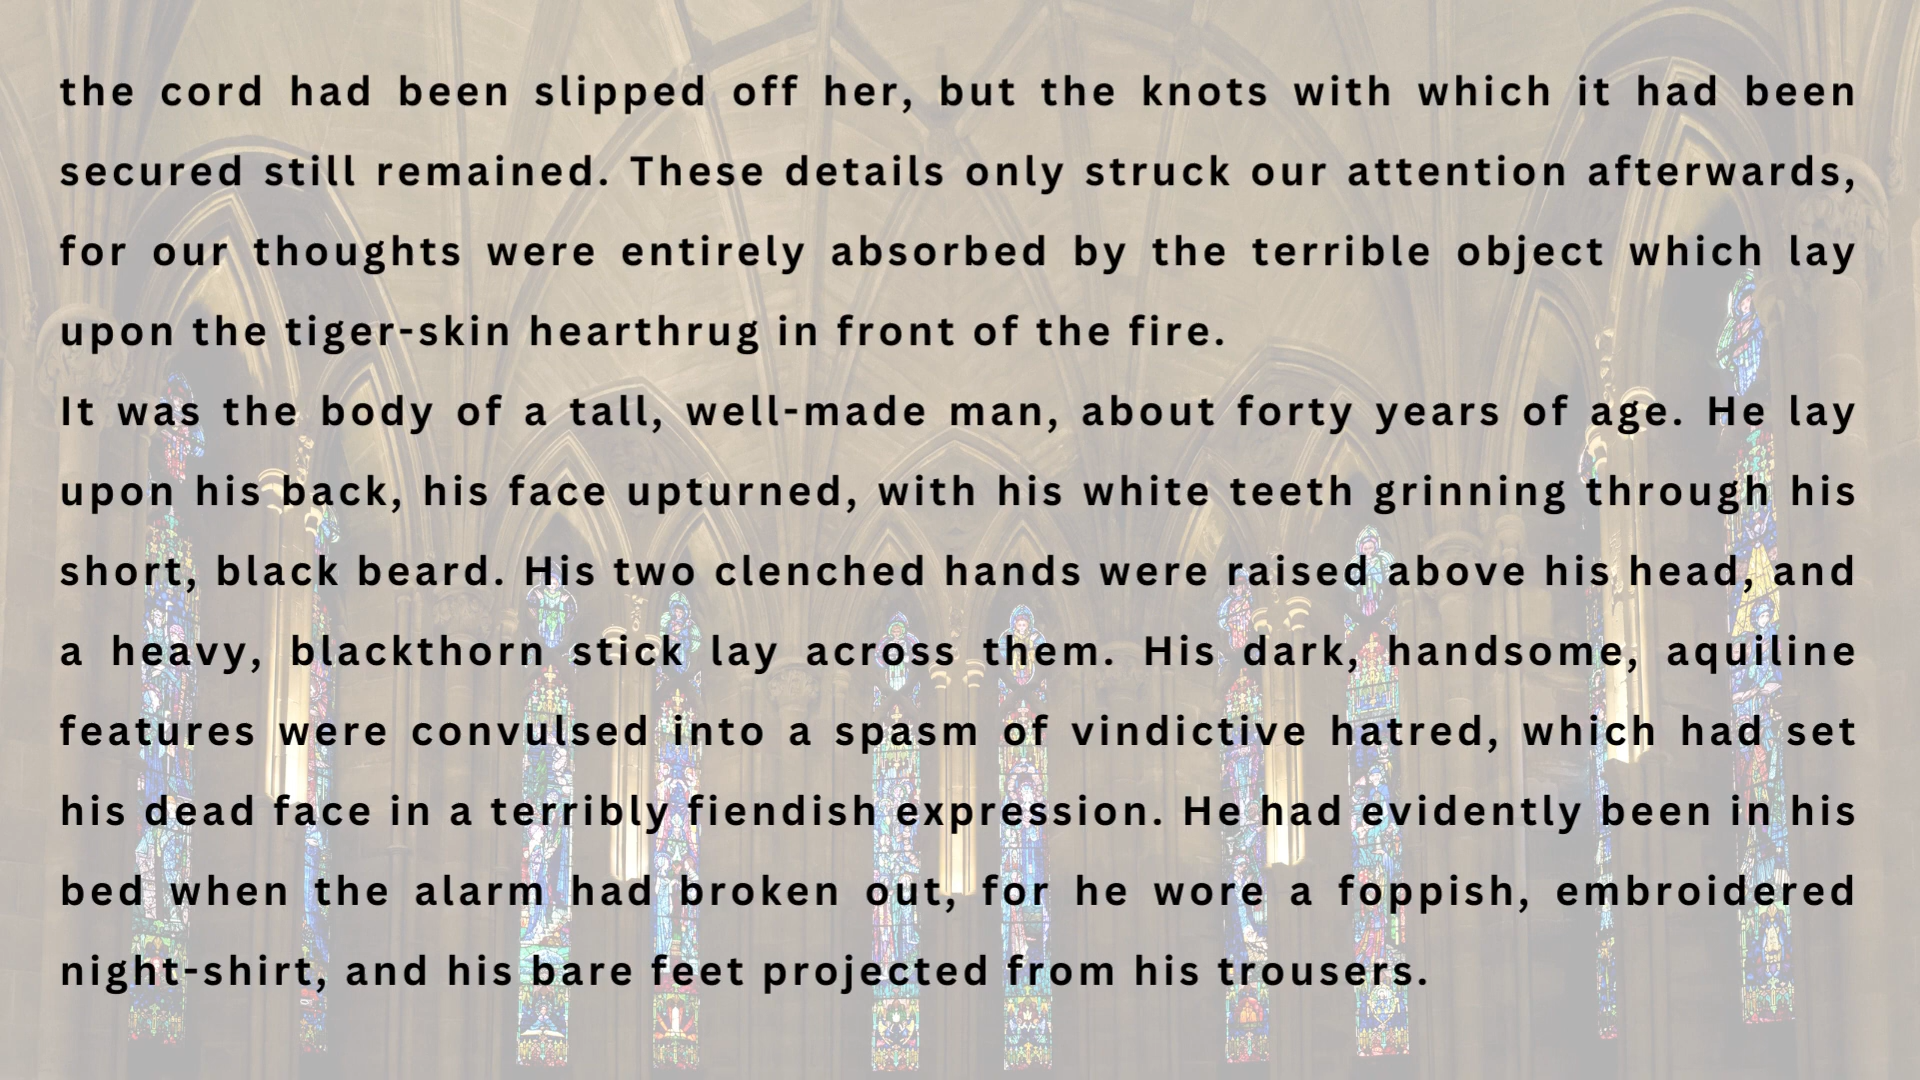 the cord had been slipped off her, but the knots with which it had been
secured still remained. These details only struck our attention afterwards,
for our thoughts were entirely absorbed by the terrible object which lay
upon the tiger-skin hearthrug in front of the fire.
It was the body of a tall, well-made man, about forty years of age. He lay
upon his back, his face upturned, with his white teeth grinning through his
short, black beard. His two clenched hands were raised above his head, and
a heavy, blackthorn stick lay across them. His dark, handsome, aquiline
features were convulsed into a spasm of vindictive hatred, which had set
his dead face in a terribly fiendish expression. He had evidently been in his
bed when the alarm had broken out, for he wore a foppish, embroidered
night-shirt, and his bare feet projected from his trousers.